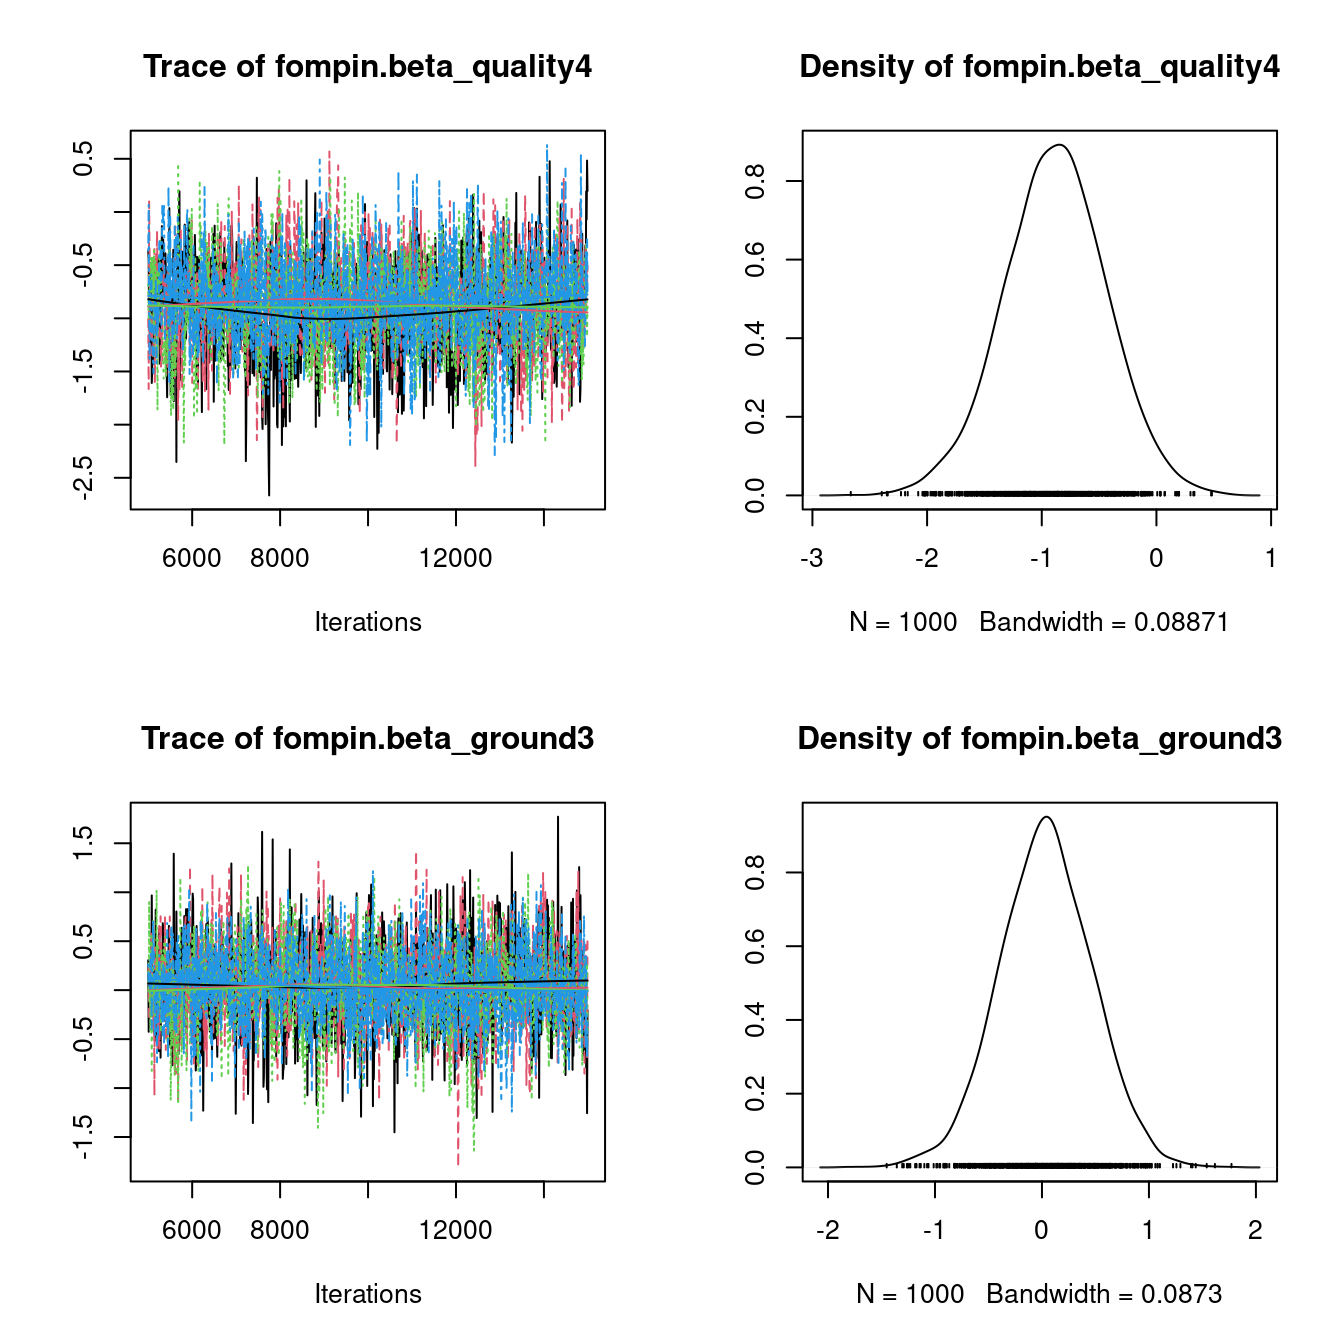 Trace of fompin.beta_quality4
0.5
-0.5
-1.5
-2.5
6000 8000 12000
Iterations
Density of fompin.beta_quality4
0.8
0.6
0.4
0.2
0.0
-3 -2 -1 0 1
N = 1000 Bandwidth = 0.08871
Trace of fompin.beta_ground3
1.5
0.5
-0.5
-1.5
6000 8000 12000
Iterations
Density of fompin.beta_ground3
0.8
0.6
0.4
0.2
0.0
-2 -1 0 1 2
N = 1000 Bandwidth = 0.0873